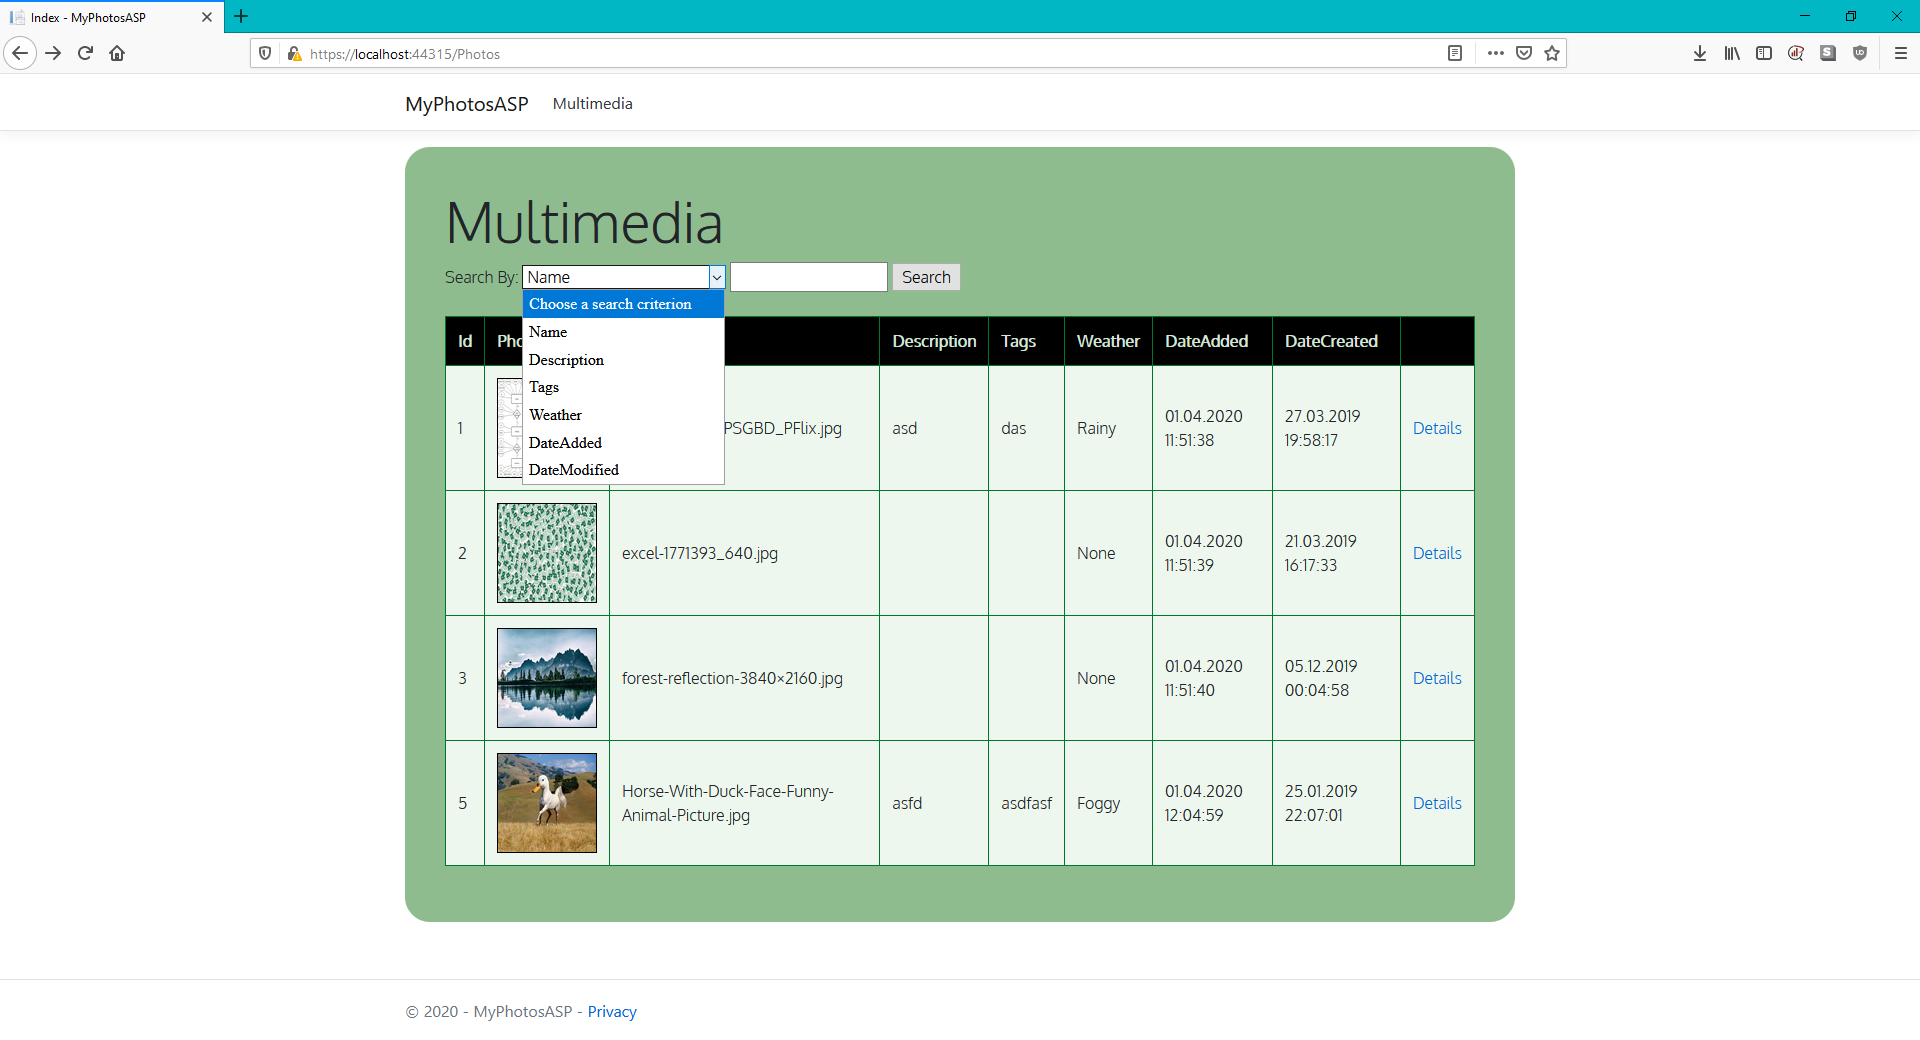 Index - MyPhotosASP
https://localhost:44315/Photos
MyPhotosASP Multimedia
Multimedia
Search By: Name Search
Choose a search criterion
Name
Description
Tags
Weather
DateAdded
DateModified
Id Description Tags Weather DateAdded DateCreated
1 PSGBD_PFlix.jpg asd das Rainy 01.04.2020 11:51:38 27.03.2019 19:58:17 Details
2 excel-1771393_640.jpg None 01.04.2020 11:51:39 21.03.2019 16:17:33 Details
3 forest-reflection-3840×2160.jpg None 01.04.2020 11:51:40 05.12.2019 00:04:58 Details
5 Horse-With-Duck-Face-Funny-Animal-Picture.jpg asfd asdfasf Foggy 01.04.2020 12:04:59 25.01.2019 22:07:01 Details
© 2020 - MyPhotosASP - Privacy